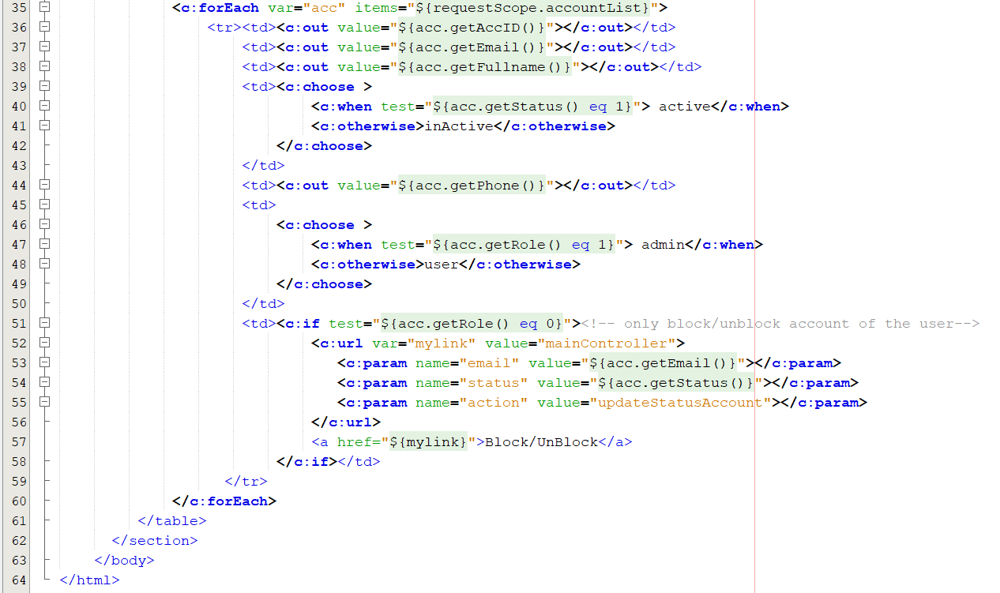 35 <c:forEach var="acc" items="${requestScope.accountList}">
36 <tr><td><c:out value="${acc.getAccID()}"></c:out></td>
37 <td><c:out value="${acc.getEmail()}"></c:out></td>
38 <td><c:out value="${acc.getFullname()}"></c:out></td>
39 <td><c:choose >
40 <c:when test="${acc.getStatus() eq 1}"> active</c:when>
41 <c:otherwise>inActive</c:otherwise>
42 </c:choose>
43 </td>
44 <td><c:out value="${acc.getPhone()}"></c:out></td>
45 <td>
46 <c:choose >
47 <c:when test="${acc.getRole() eq 1}"> admin</c:when>
48 <c:otherwise>user</c:otherwise>
49 </c:choose>
50 </td>
51 <td><c:if test="${acc.getRole() eq 0}"><!-- only block/unblock account of the user-->
52 <c:url var="mylink" value="mainController">
53 <c:param name="email" value="${acc.getEmail()}"></c:param>
54 <c:param name="status" value="${acc.getStatus()}"></c:param>
55 <c:param name="action" value="updateStatusAccount"></c:param>
56 </c:url>
57 <a href="${mylink}">Block/UnBlock</a>
58 </c:if></td>
59 </tr>
60 </c:forEach>
61 </table>
62 </section>
63 </body>
64 </html>